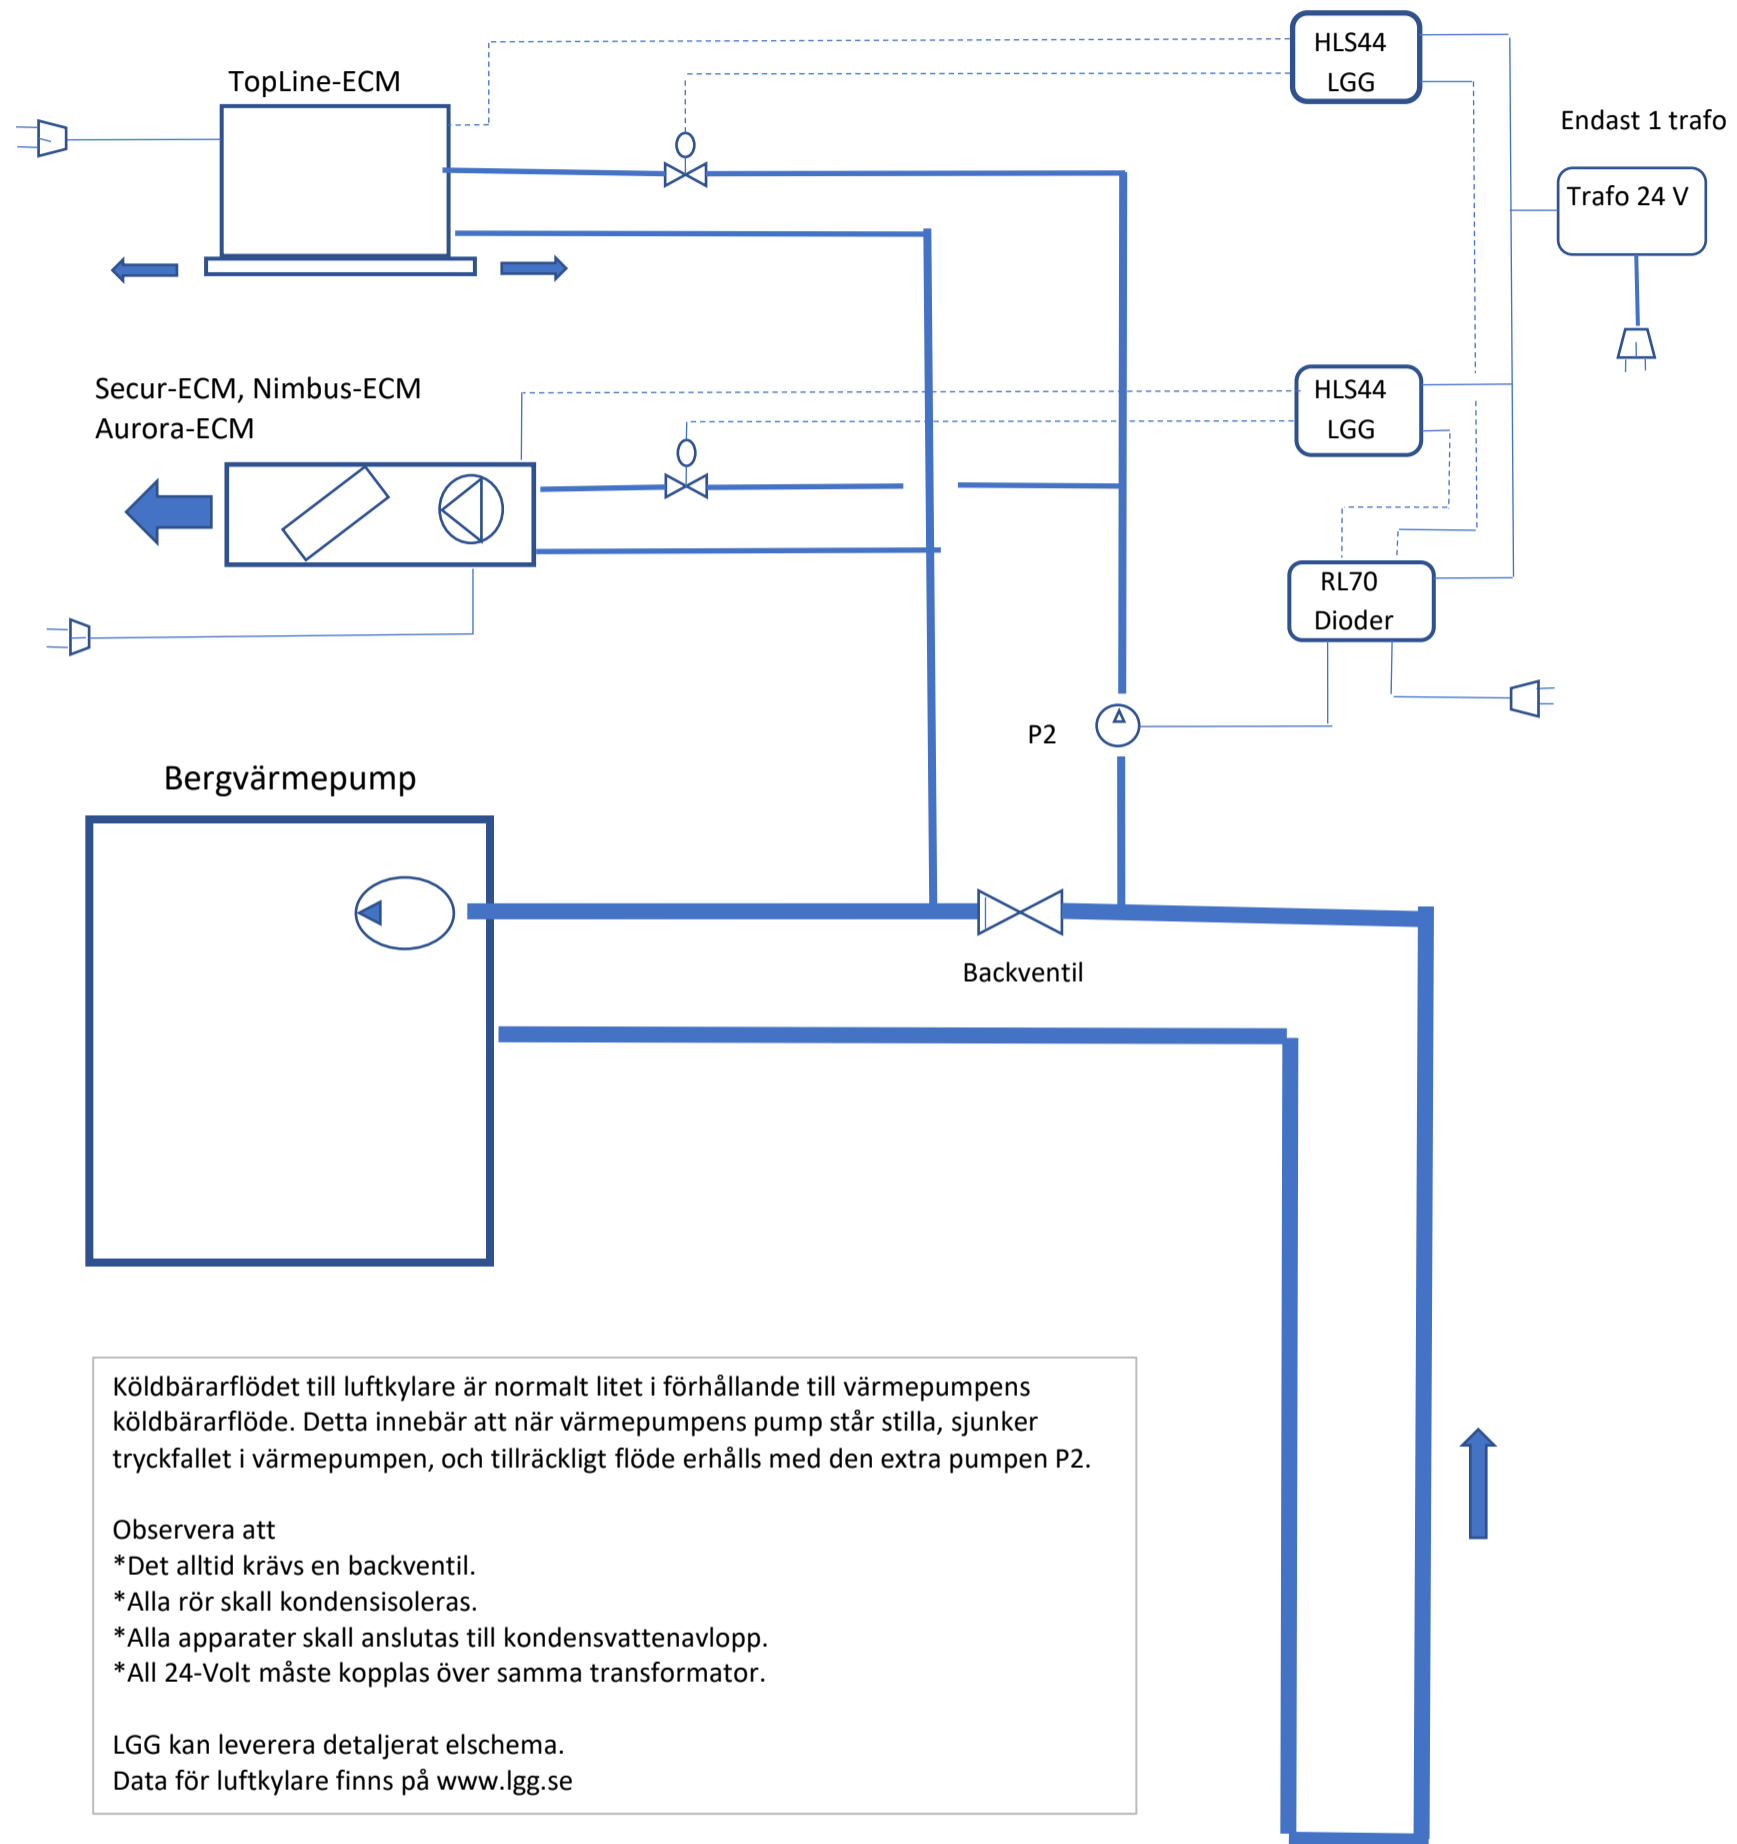 HLS44
LGG
TopLine-ECM
Endast 1 trafo
Trafo 24 V
Secur-ECM, Nimbus-ECM
Aurora-ECM
HLS44
LGG
RL70
Dioder
P2
Bergvärmepump
Backventil
Köldbärarflödet till luftkylare är normalt litet i förhållande till värmepumpens
köldbärarflöde. Detta innebär att när värmepumpens pump står stilla, sjunker
tryckfallet i värmepumpen, och tillräckligt flöde erhålls med den extra pumpen P2.
Observera att
*Det alltid krävs en backventil.
*Alla rör skall kondensisoleras.
*Alla apparater skall anslutas till kondensvattenavlopp.
*All 24-Volt måste kopplas över samma transformator.
LGG kan leverera detaljerat elschema.
Data för luftkylare finns på www.lgg.se